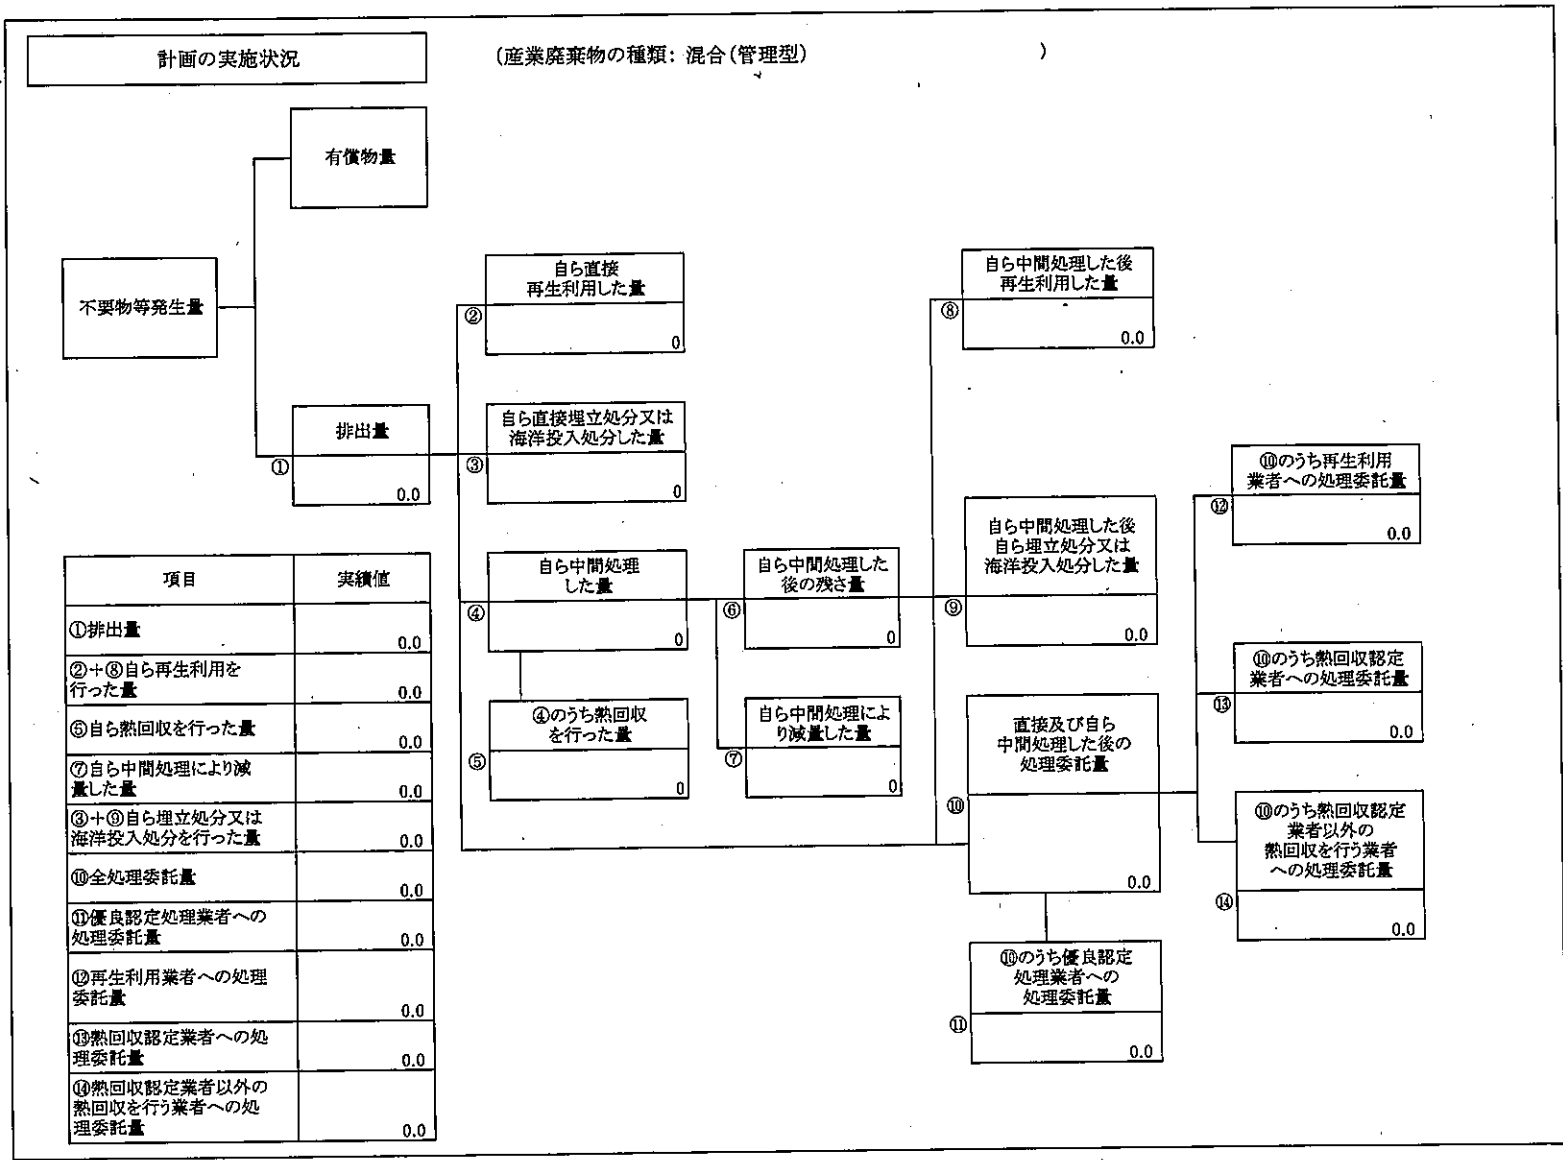 計画の実施状況
(産業廃棄物の種類: 混合(管理型) )
有償物量
不要物等発生量
排出量
①
0.0
自ら直接
再生利用した量
②
0
自ら直接埋立処分又は
海洋投入処分した量
③
0
自ら中間処理
した量
④
0
④のうち熱回収
を行った量
⑤
0
自ら中間処理した
後の残さ量
⑥
0
自ら中間処理によ
り減量した量
⑦
0
自ら中間処理した後
再生利用した量
⑧
0.0
自ら中間処理した後
自ら埋立処分又は
海洋投入処分した量
⑨
0.0
直接及び自ら
中間処理した後の
処理委託量
⑩
0.0
⑩のうち優良認定
処理業者への
処理委託量
⑪
0.0
⑩のうち再生利用
業者への処理委託量
⑫
0.0
⑩のうち熱回収認定
業者への処理委託量
⑬
0.0
⑩のうち熱回収認定
業者以外の
熱回収を行う業者
への処理委託量
⑭
0.0
項目 実績値
①排出量
0.0
②+⑧自ら再生利用を
行った量 0.0
⑤自ら熱回収を行った量
0.0
⑦自ら中間処理により減
量した量 0.0
③+⑨自ら埋立処分又は
海洋投入処分を行った量 0.0
⑩全処理委託量
0.0
⑪優良認定処理業者への
処理委託量 0.0
⑫再生利用業者への処理
委託量
0.0
⑬熱回収認定業者への処
理委託量 0.0
⑭熱回収認定業者以外の
熱回収を行う業者への処
理委託量 0.0